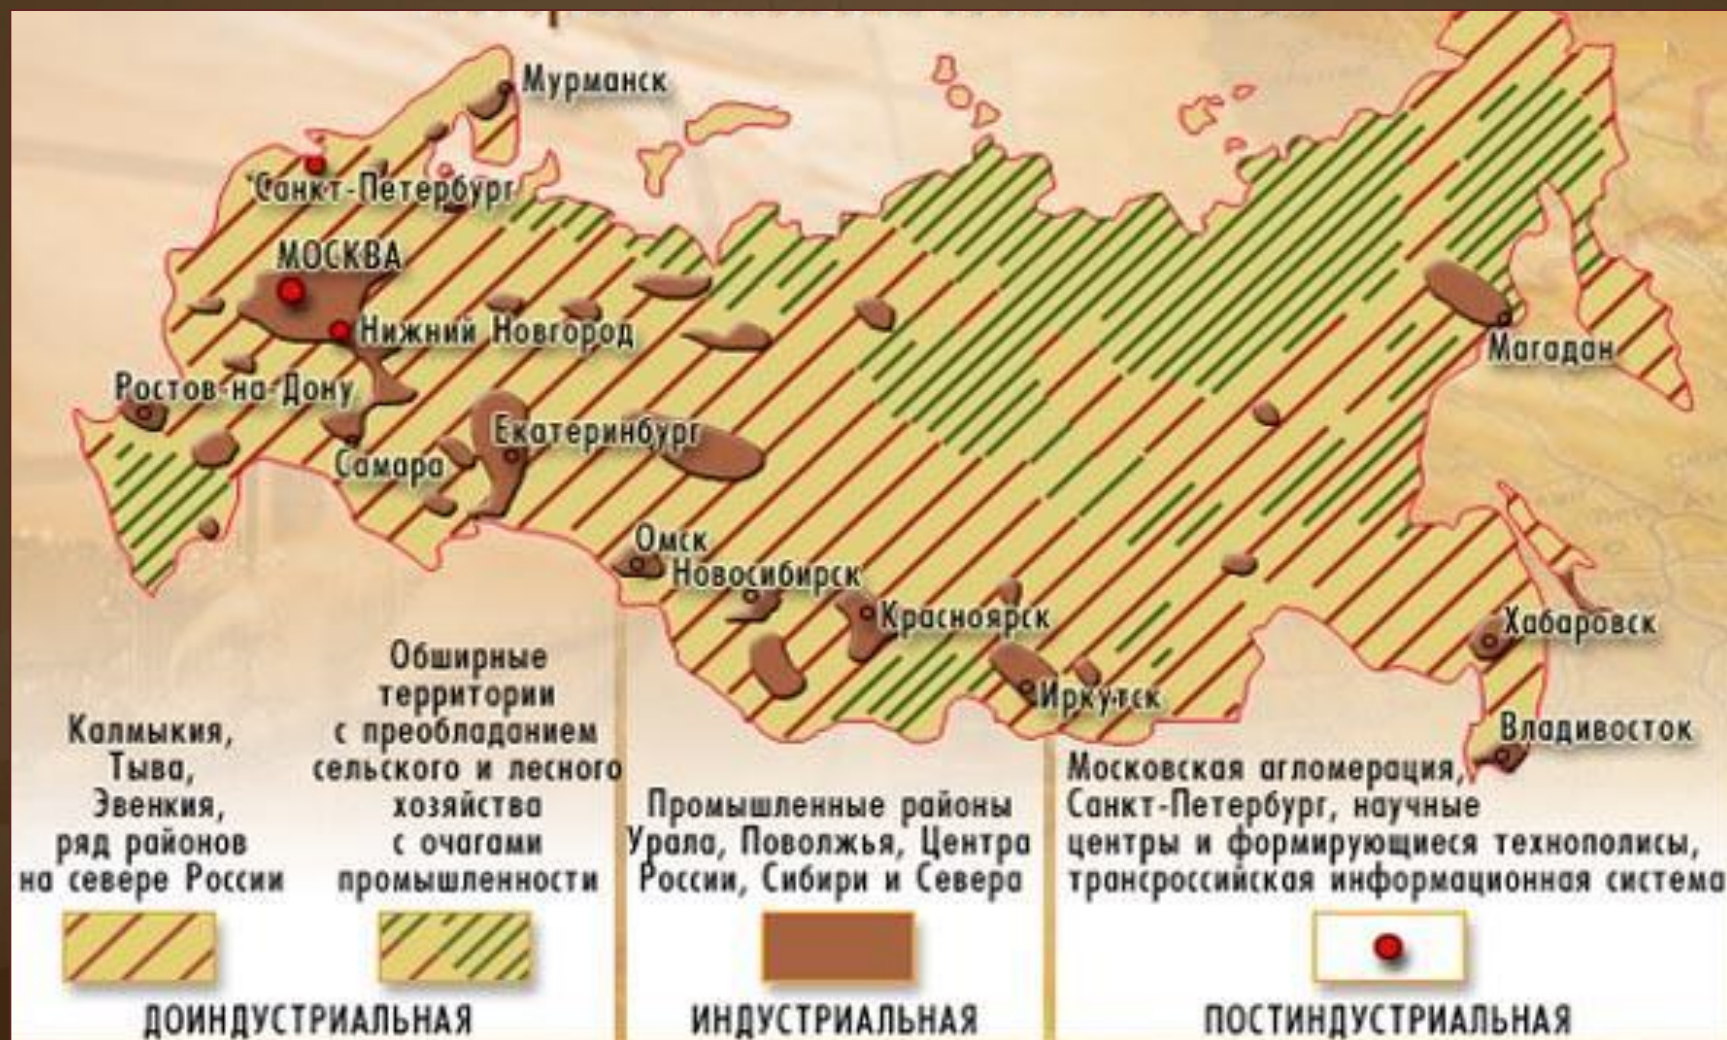 Мурманск
Санкт-Петербург
МОСКВА
Нижний Новгород
Магадан
Ростов-на-Дону
Екатеринбург
Самара
Омск
Новосибирск
Красноярск
Хабаровск
Иркутск
Владивосток
Калмыкия,
Тыва,
Эвенкия,
ряд районов
на севере России
Обширные
территории
с преобладанием
сельского и лесного
хозяйства
с очагами
промышленности
Промышленные районы
Урала, Поволжья, Центра
России, Сибири и Севера
Московская агломерация,
Санкт-Петербург, научные
центры и формирующиеся технополисы,
трансроссийская информационная система
ДОИНДУСТРИАЛЬНАЯ
ИНДУСТРИАЛЬНАЯ
ПОСТИНДУСТРИАЛЬНАЯ